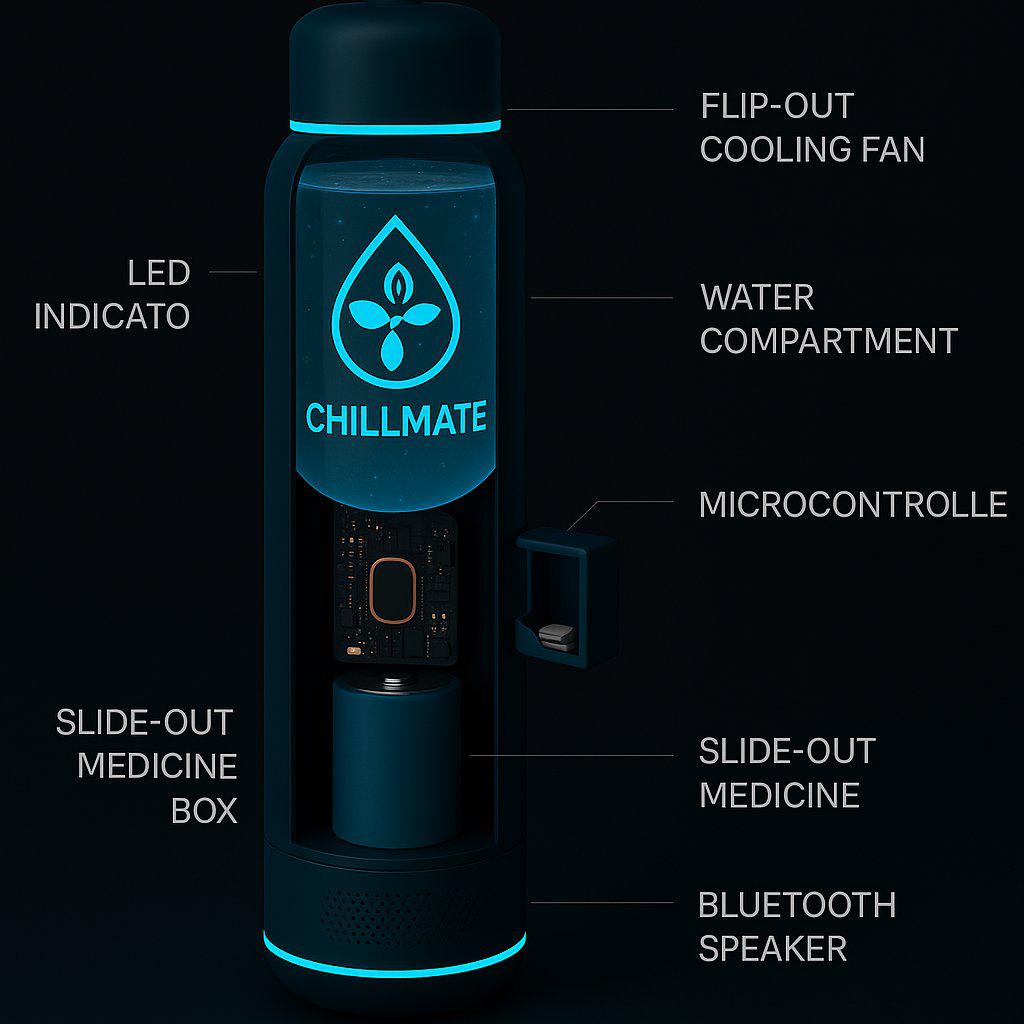 FLIP-OUT
COOLING FAN
LED
INDICATO
WATER
COMPARTMENT
CHILLMATE
MICROCONTROLLE
SLIDE-OUT
MEDICINE
BOX
SLIDE-OUT
MEDICINE
BLUETOOTH
SPEAKER